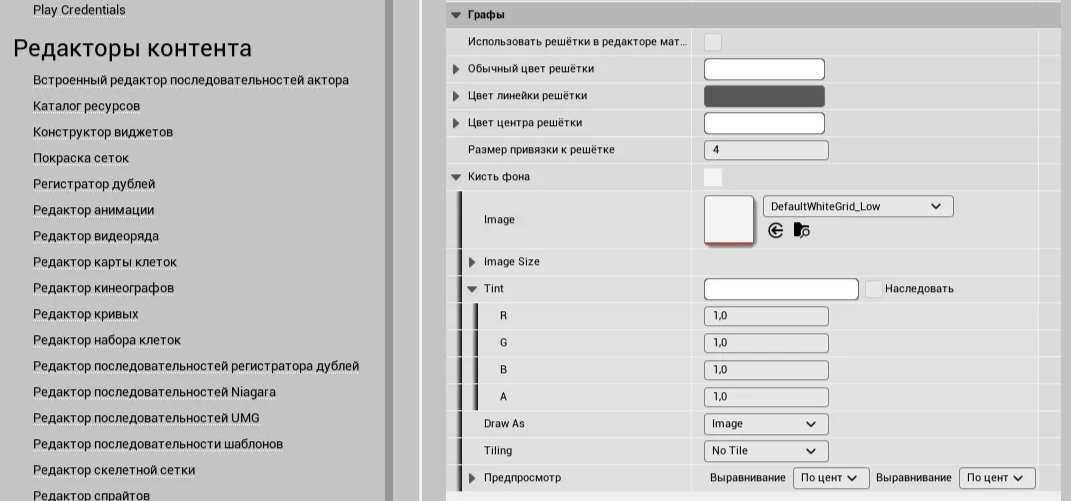 Play Credentials
Редакторы контента
Встроенный редактор последовательностей актора
Каталог ресурсов
Конструктор виджетов
Покраска сеток
Регистратор дублей
Редактор анимации
Редактор видеоряда
Редактор карты клеток
Редактор кинеографов
Редактор кривых
Редактор набора клеток
Редактор последовательностей регистратора дублей
Редактор последовательностей Niagara
Редактор последовательностей UMG
Редактор последовательности шаблонов
Редактор скелетной сетки
Редактор спрайтов
Графы
Использовать решётки в редакторе мат...
Обычный цвет решётки
Цвет линейки решётки
Цвет центра решётки
Размер привязки к решётке 4
Кисть фона
Image DefaultWhiteGrid_Low
Image Size
Tint Наследовать
R 1,0
G 1,0
B 1,0
A 1,0
Draw As Image
Tiling No Tile
Предпросмотр Выравнивание По цент Выравнивание По цент